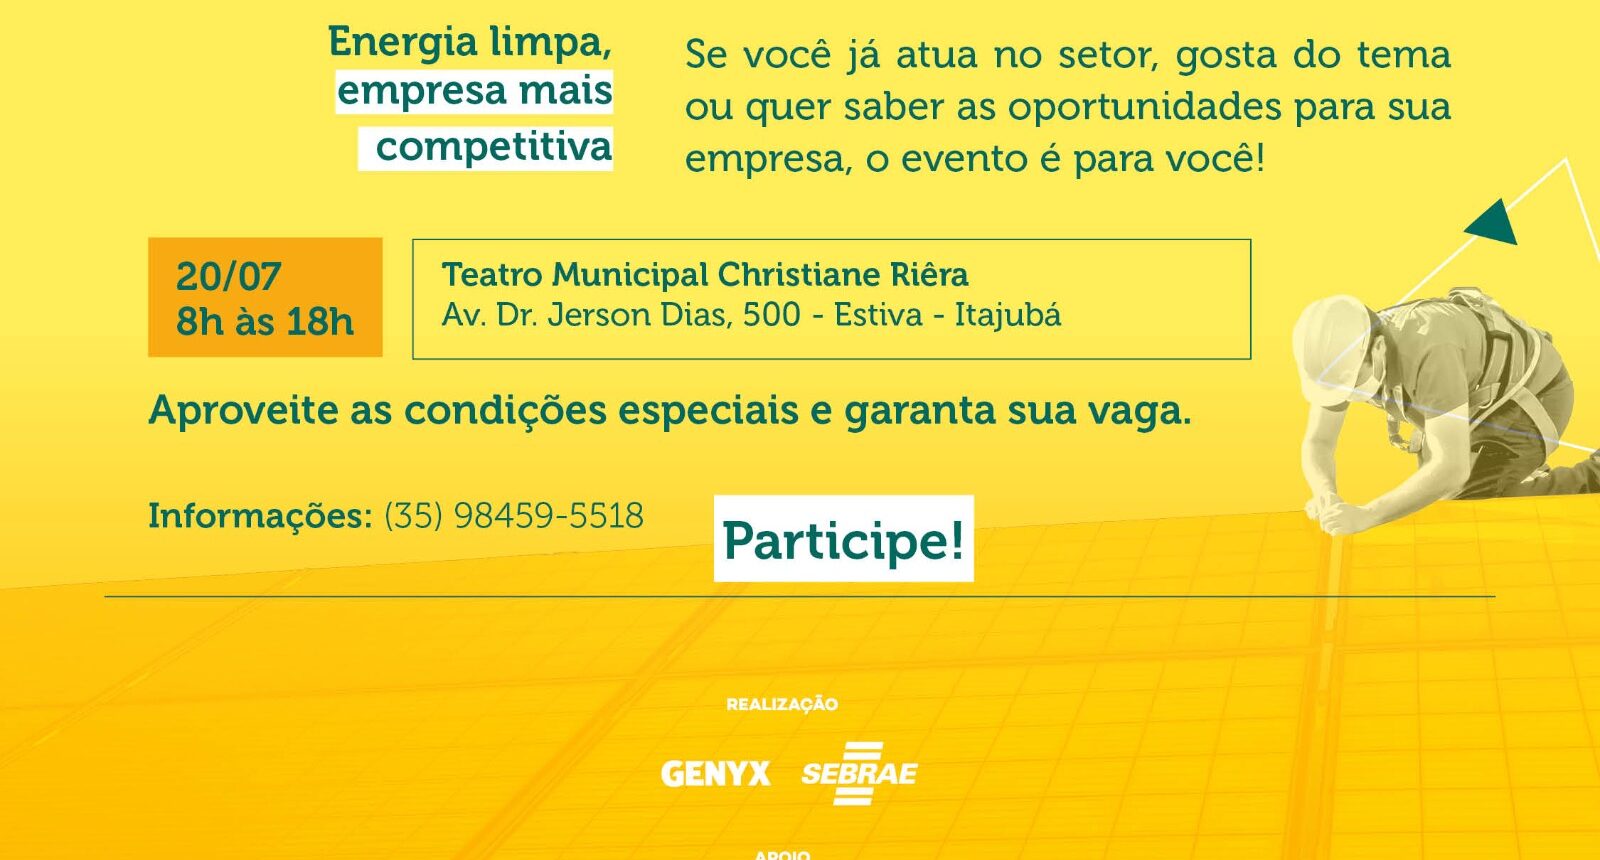 Energia limpa,
empresa mais
competitiva
Se você já atua no setor, gosta do tema
ou quer saber as oportunidades para sua
empresa, o evento é para você!
20/07
8h às 18h
Teatro Municipal Christiane Riêra
Av. Dr. Jerson Dias, 500 - Estiva - Itajubá
Aproveite as condições especiais e garanta sua vaga.
Informações: (35) 98459-5518
Participe!
REALIZAÇÃO
GENYX SEBRAE
APOIO